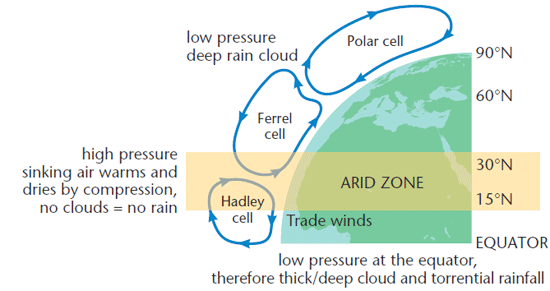 low pressure
deep rain cloud
Polar cell
90°N
60°N
Ferrel
cell
high pressure
sinking air warms and
dries by compression,
no clouds = no rain
30°N
ARID ZONE
15°N
Hadley
cell
Trade winds
EQUATOR
low pressure at the equator,
therefore thick/deep cloud and torrential rainfall